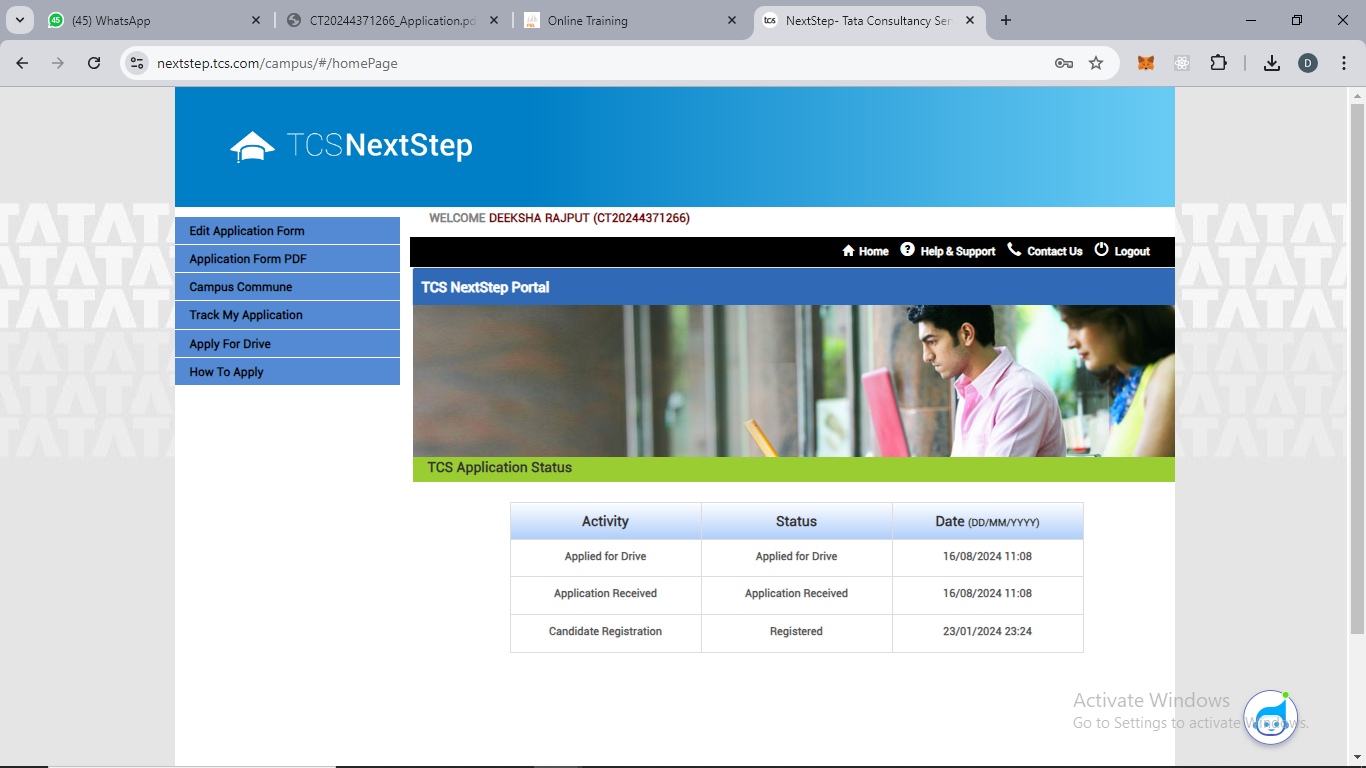 (45) WhatsApp
CT20244371266_Application.pd
Online Training
NextStep- Tata Consultancy Ser
nextstep.tcs.com/campus/#/homePage
D
TCSNextStep
WELCOME DEEKSHA RAJPUT (CT20244371266)
Home Help & Support Contact Us Logout
Edit Application Form
Application Form PDF
Campus Commune
Track My Application
Apply For Drive
How To Apply
TCS NextStep Portal
TCS Application Status
Activity Status Date (DD/MM/YYYY)
Applied for Drive Applied for Drive 16/08/2024 11:08
Application Received Application Received 16/08/2024 11:08
Candidate Registration Registered 23/01/2024 23:24
Activate Windows
Go to Settings to activate Windows.